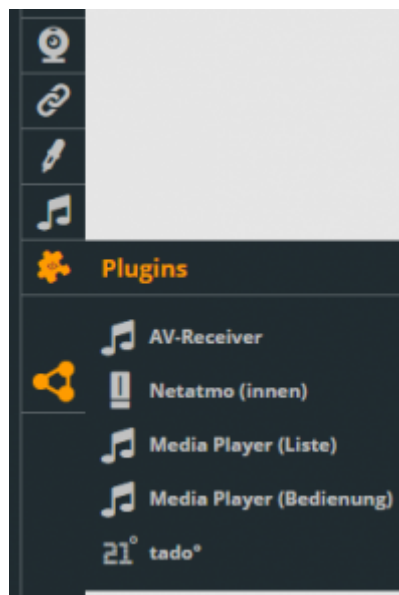 Plugins
AV-Receiver
Netatmo (innen)
Media Player (Liste)
Media Player (Bedienung)
21° tado°